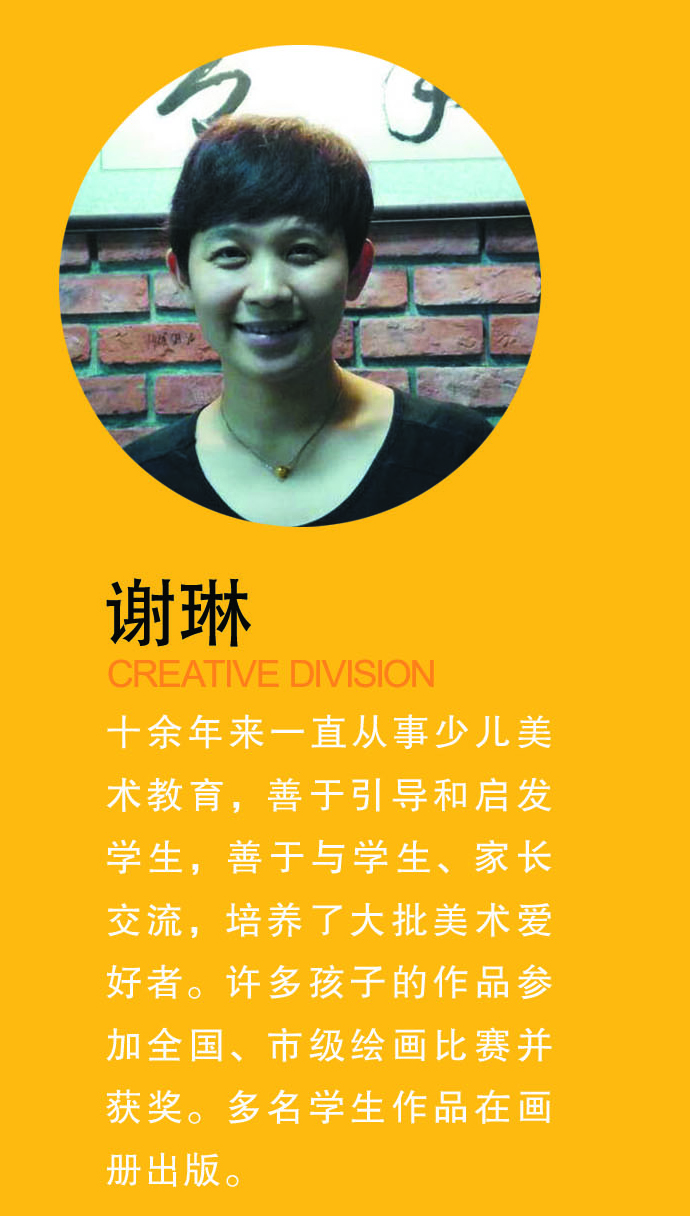 谢琳
CREATIVE DIVISION
十余年来一直从事少儿美
术教育，善于引导和启发
学生，善于与学生、家长
交流，培养了大批美术爱
好者。许多孩子的作品参
加全国、市级绘画比赛并
获奖。多名学生作品在画
册出版。